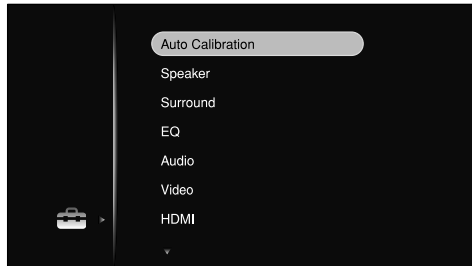 Auto Calibration
Speaker
Surround
EQ
Audio
Video
HDMI